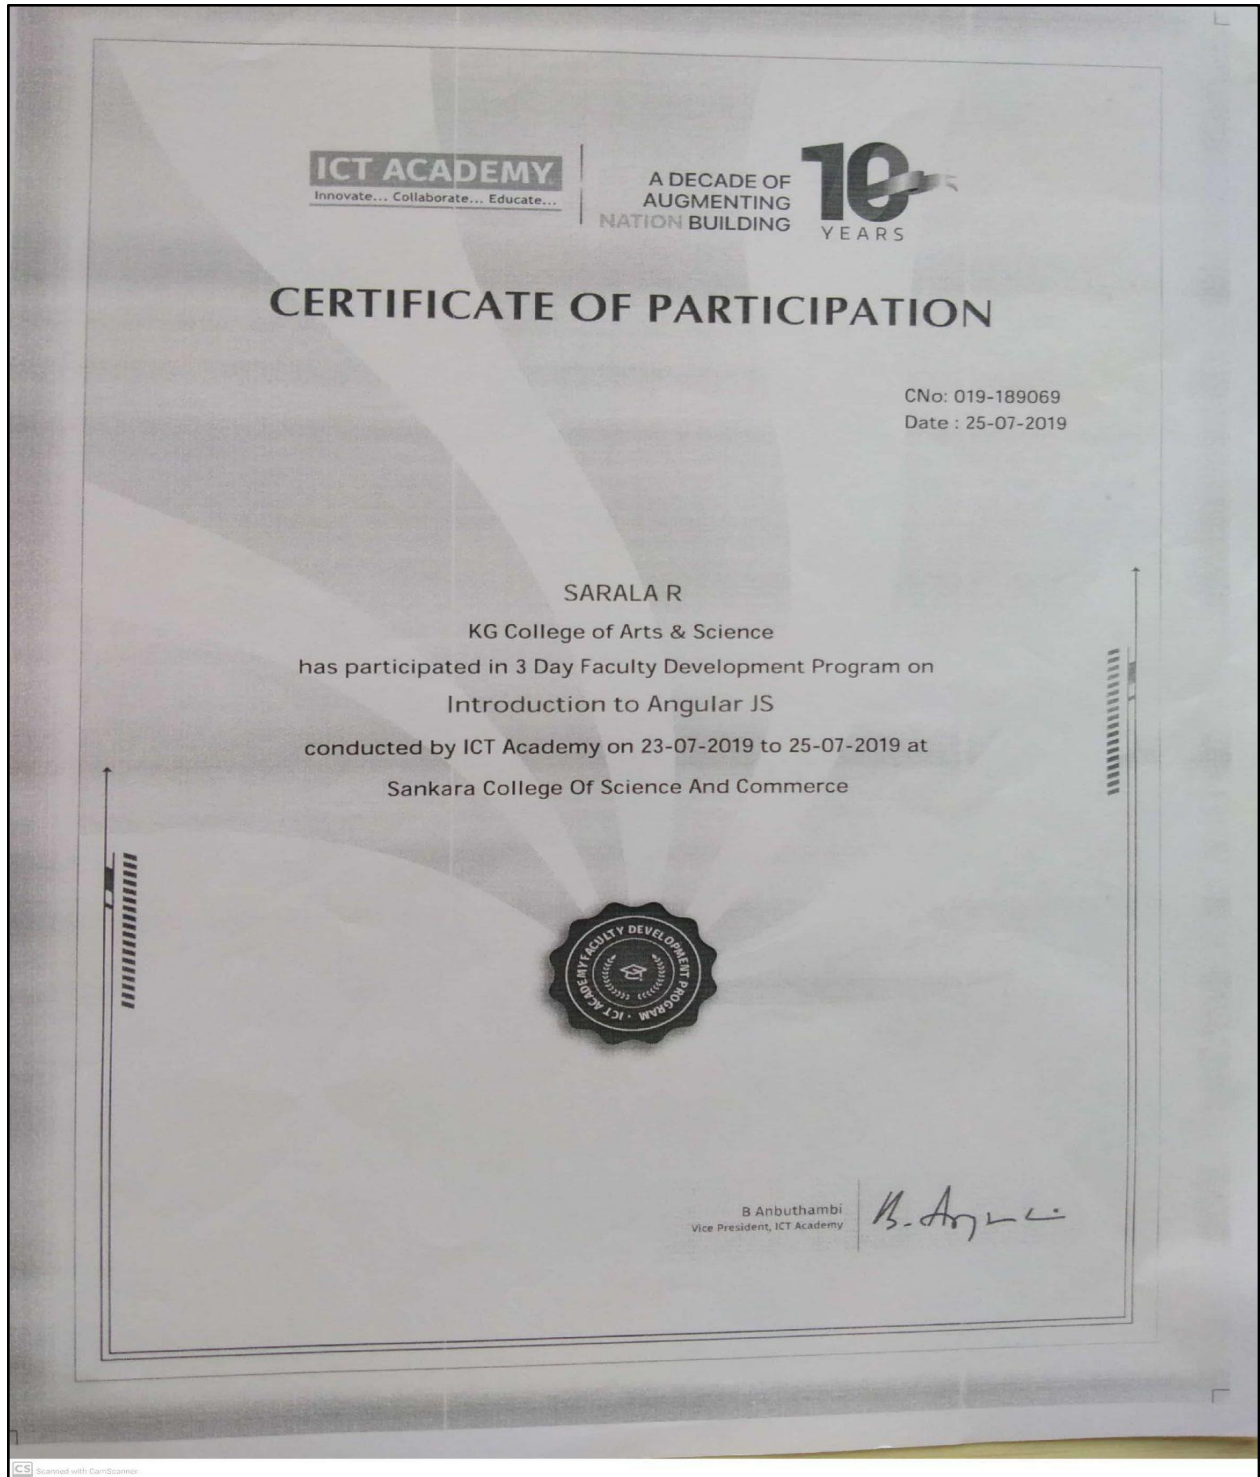 ICT ACADEMY
Innovate... Collaborate... Educate...
A DECADE OF
AUGMENTING
NATION BUILDING
10
YEARS
CERTIFICATE OF PARTICIPATION
CNo: 019-189069
Date : 25-07-2019
SARALA R
KG College of Arts & Science
has participated in 3 Day Faculty Development Program on
Introduction to Angular JS
conducted by ICT Academy on 23-07-2019 to 25-07-2019 at
Sankara College Of Science And Commerce
ICT ACADEMY FACULTY DEVELOPMENT PROGRAM
B Anbuthambi
Vice President, ICT Academy
CS Scanned with CamScanner